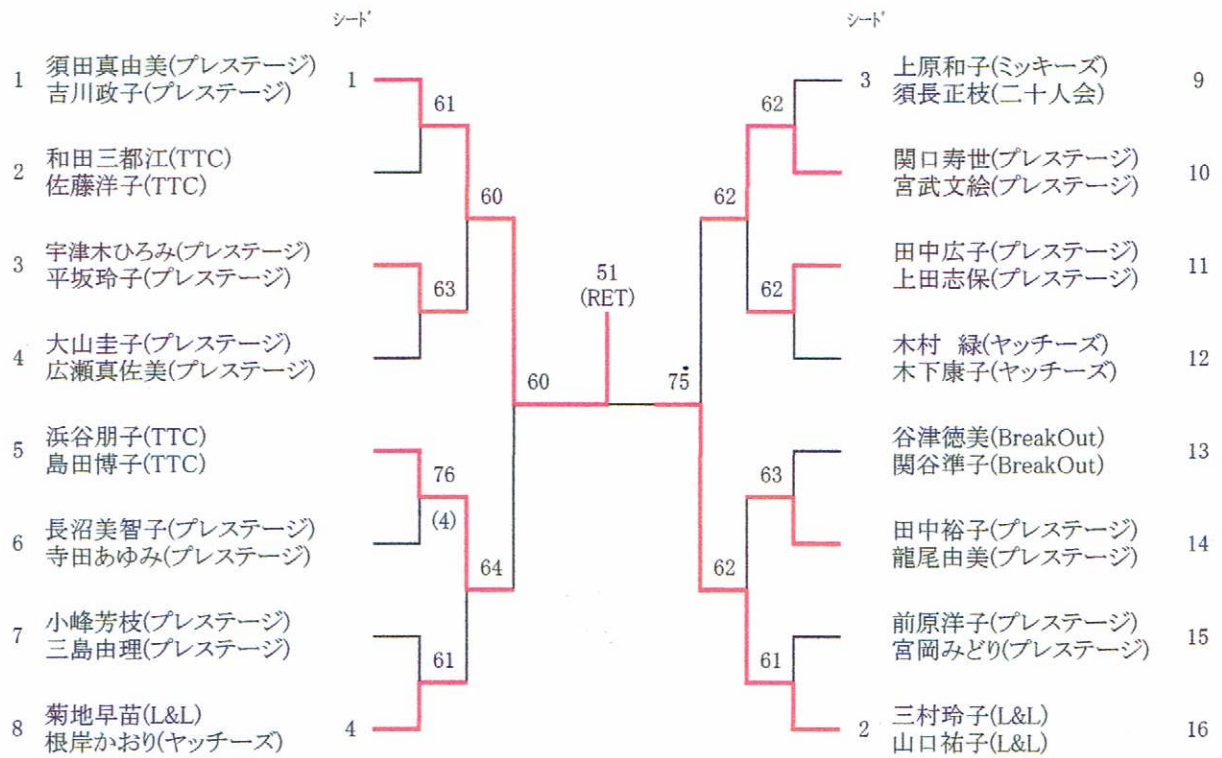 シード
シード
1
須田真由美(プレステージ)
吉川政子(プレステージ)
1
2
和田三都江(TTC)
佐藤洋子(TTC)
3
宇津木ひろみ(プレステージ)
平坂玲子(プレステージ)
4
大山圭子(プレステージ)
広瀬真佐美(プレステージ)
5
浜谷朋子(TTC)
島田博子(TTC)
6
長沼美智子(プレステージ)
寺田あゆみ(プレステージ)
7
小峰芳枝(プレステージ)
三島由理(プレステージ)
8
菊地早苗(L&L)
根岸かおり(ヤッチーズ)
4
61
63
76
(4)
61
60
64
60
51
(RET)
75
62
62
62
62
63
61
3
上原和子(ミッキーズ)
須長正枝(二十人会)
9
関口寿世(プレステージ)
宮武文絵(プレステージ)
10
田中広子(プレステージ)
上田志保(プレステージ)
11
木村 緑(ヤッチーズ)
木下康子(ヤッチーズ)
12
谷津徳美(BreakOut)
関谷準子(BreakOut)
13
田中裕子(プレステージ)
龍尾由美(プレステージ)
14
前原洋子(プレステージ)
宮岡みどり(プレステージ)
15
2
三村玲子(L&L)
山口祐子(L&L)
16